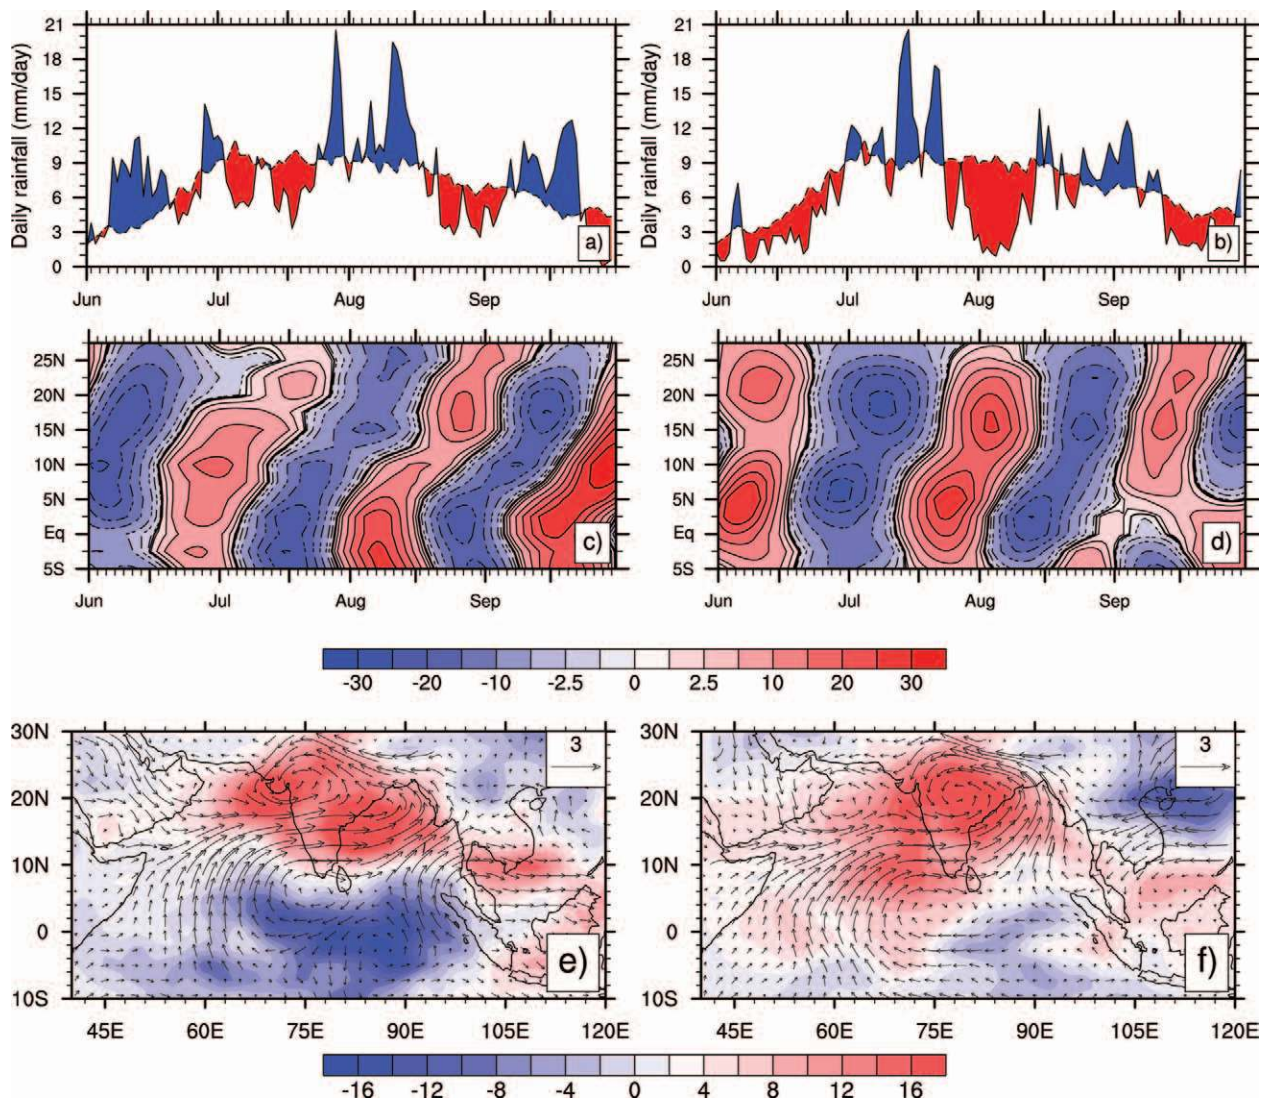 21
18
15
12
9
6
3
0
Daily rainfall (mm/day)
a)
Jun Jul Aug Sep
21
18
15
12
9
6
3
0
Daily rainfall (mm/day)
b)
Jun Jul Aug Sep
25N
20N
15N
10N
5N
Eq
5S
c)
Jun Jul Aug Sep
25N
20N
15N
10N
5N
Eq
5S
d)
Jun Jul Aug Sep
-30 -20 -10 -2.5 0 2.5 10 20 30
30N
20N
10N
0
10S
3
e)
45E 60E 75E 90E 105E 120E
30N
20N
10N
0
10S
3
f)
45E 60E 75E 90E 105E 120E
-16 -12 -8 -4 0 4 8 12 16